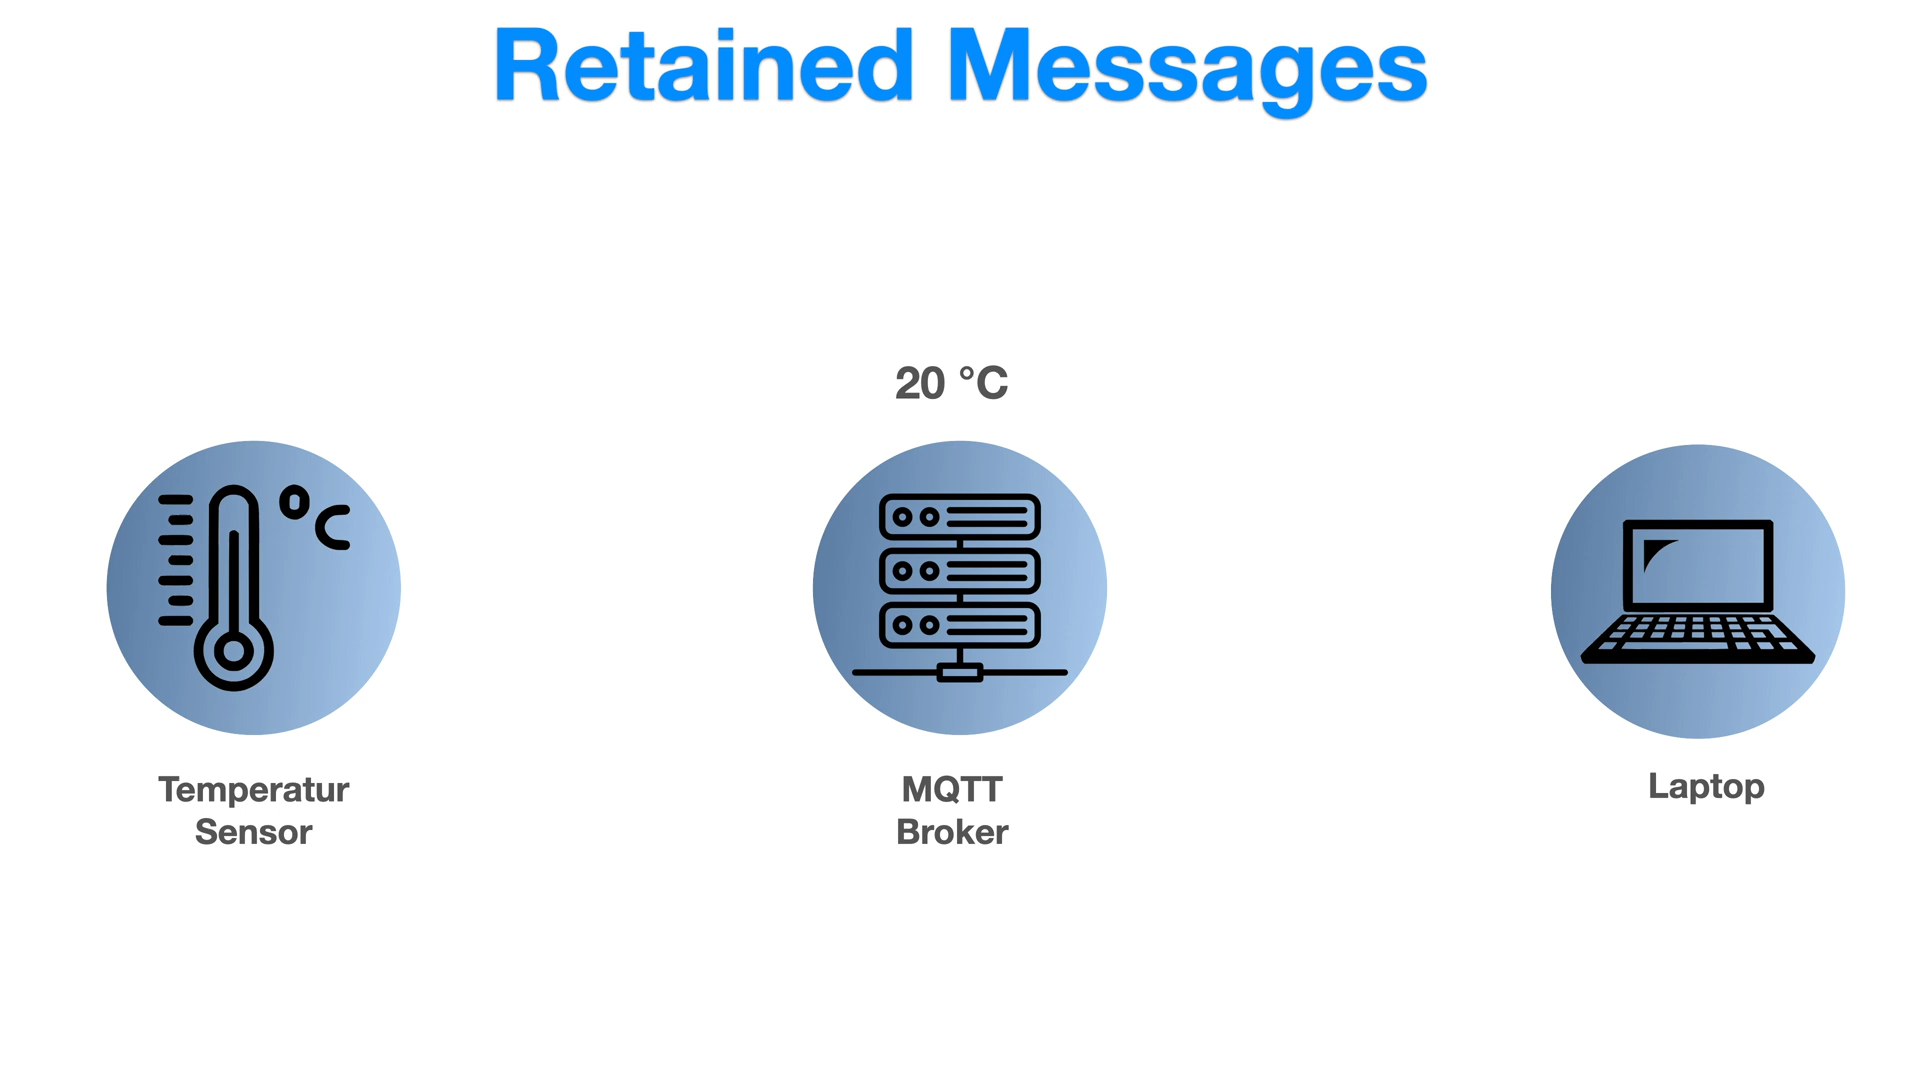 Retained Messages
20 °C
°C
Temperatur
Sensor
MQTT
Broker
Laptop